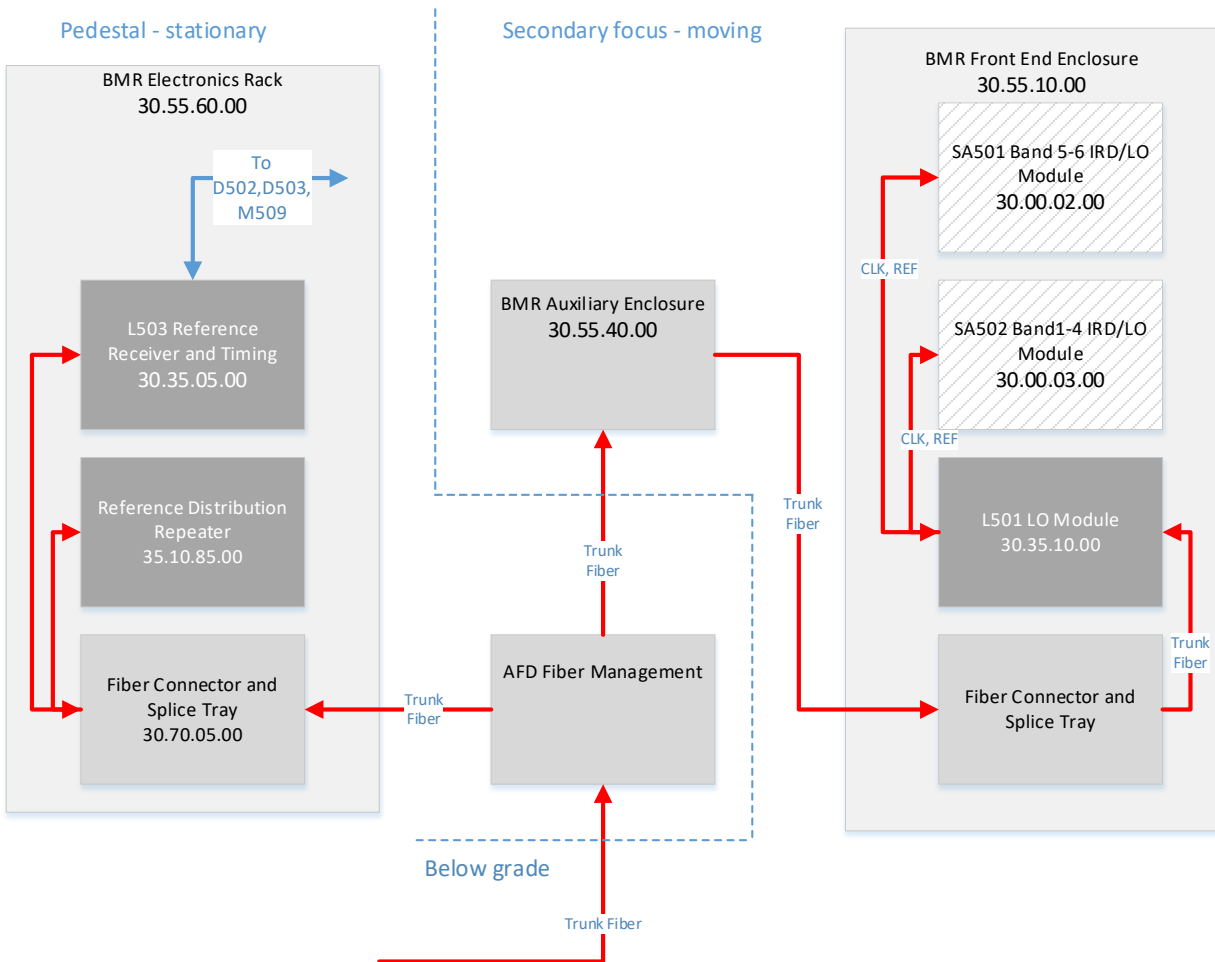 Pedestal - stationary
Secondary focus - moving
BMR Electronics Rack
30.55.60.00
To
D502,D503,
M509
L503 Reference
Receiver and Timing
30.35.05.00
Reference Distribution
Repeater
35.10.85.00
Fiber Connector and
Splice Tray
30.70.05.00
Trunk
Fiber
BMR Auxiliary Enclosure
30.55.40.00
Trunk
Fiber
AFD Fiber Management
Below grade
Trunk Fiber
Trunk
Fiber
BMR Front End Enclosure
30.55.10.00
SA501 Band 5-6 IRD/LO
Module
30.00.02.00
CLK, REF
SA502 Band1-4 IRD/LO
Module
30.00.03.00
CLK, REF
L501 LO Module
30.35.10.00
Trunk
Fiber
Fiber Connector and
Splice Tray